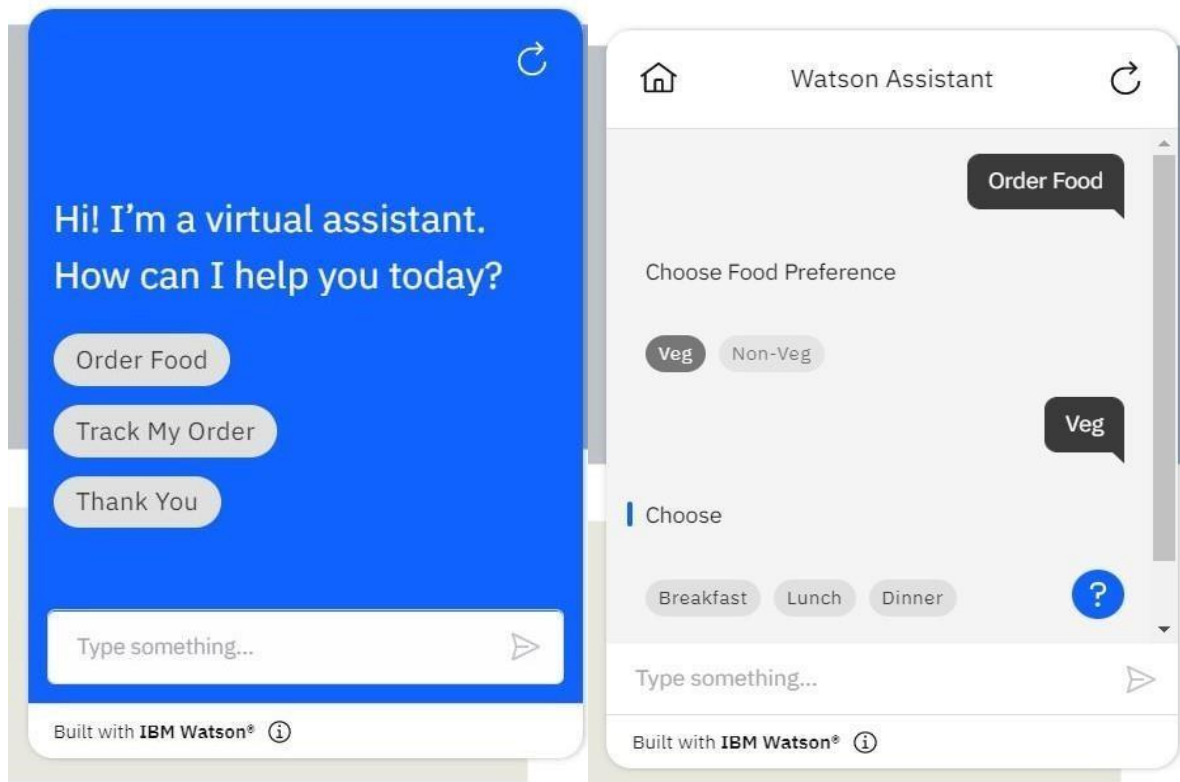 Hi! I’m a virtual assistant.
How can I help you today?
Order Food
Track My Order
Thank You
Type something...
Built with IBM Watson®
Watson Assistant
Order Food
Choose Food Preference
Veg Non-Veg
Veg
Choose
Breakfast Lunch Dinner
?
Type something...
Built with IBM Watson®